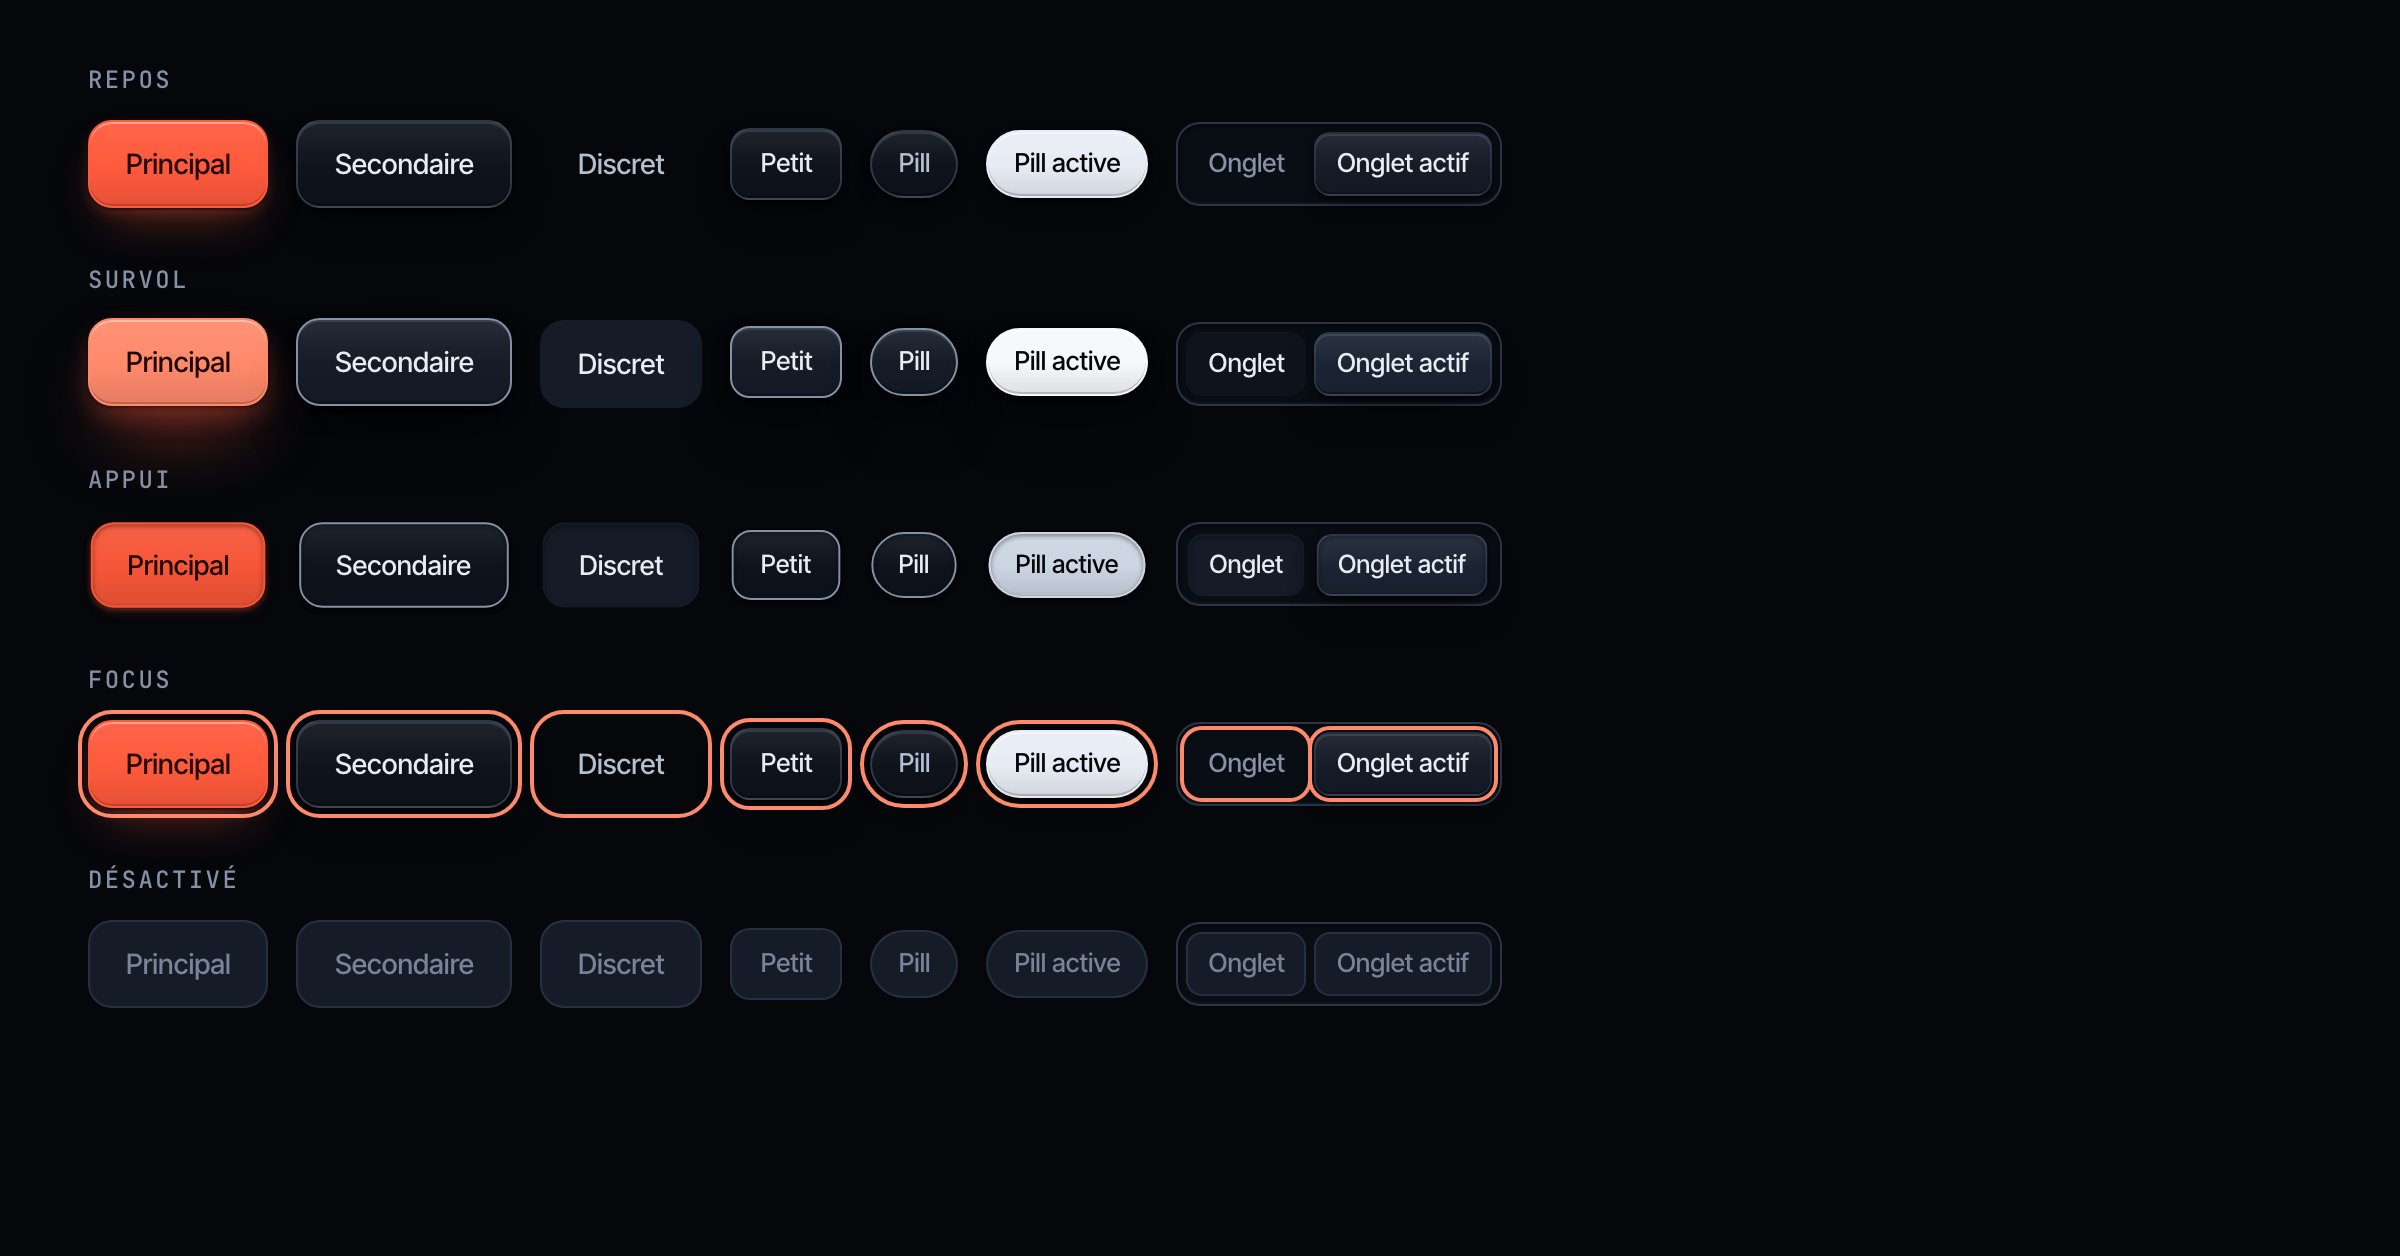 REPOS
Principal Secondaire Discret Petit Pill Pill active Onglet Onglet actif
SURVOL
Principal Secondaire Discret Petit Pill Pill active Onglet Onglet actif
APPUI
Principal Secondaire Discret Petit Pill Pill active Onglet Onglet actif
FOCUS
Principal Secondaire Discret Petit Pill Pill active Onglet Onglet actif
DÉSACTIVÉ
Principal Secondaire Discret Petit Pill Pill active Onglet Onglet actif